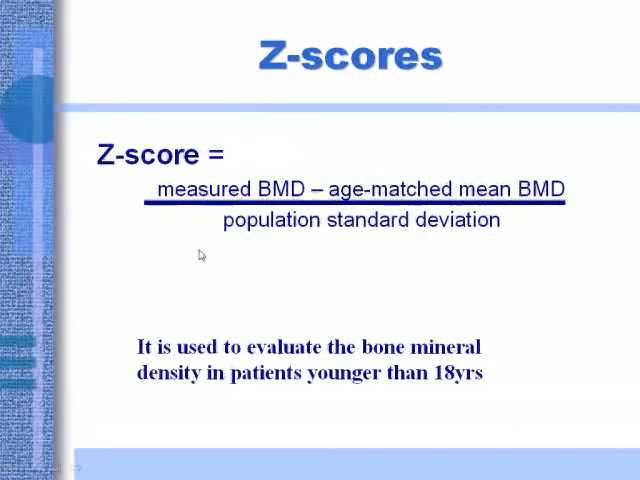 Z-scores
Z-score =
measured BMD – age-matched mean BMD
population standard deviation
It is used to evaluate the bone mineral
density in patients younger than 18yrs